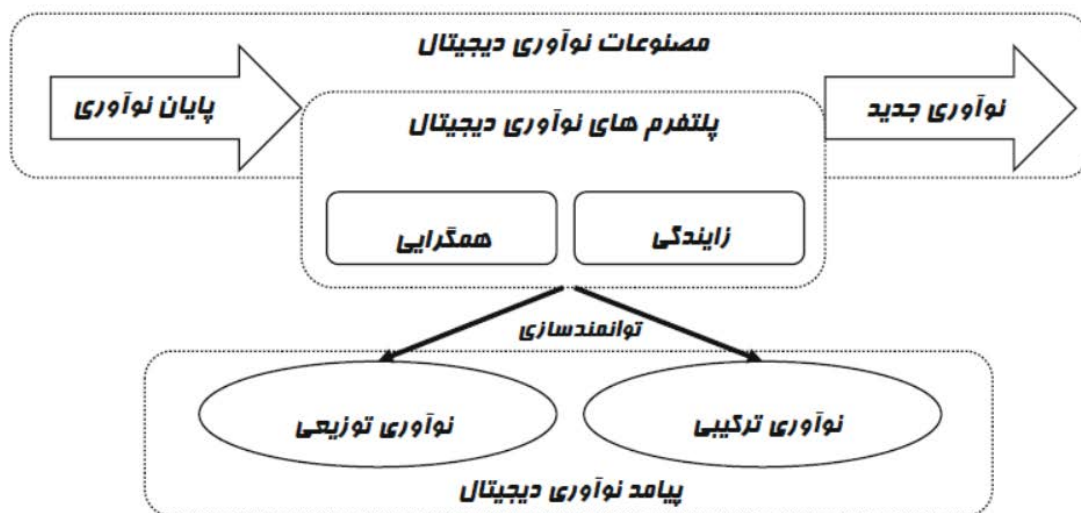 مصنوعات نوآوری دیجیتال
نوآوری جدید
پایان نوآوری
پلتفرم های نوآوری دیجیتال
زایندگی
همگرایی
توانمندسازی
نوآوری ترکیبی
نوآوری توزیعی
پیامد نوآوری دیجیتال